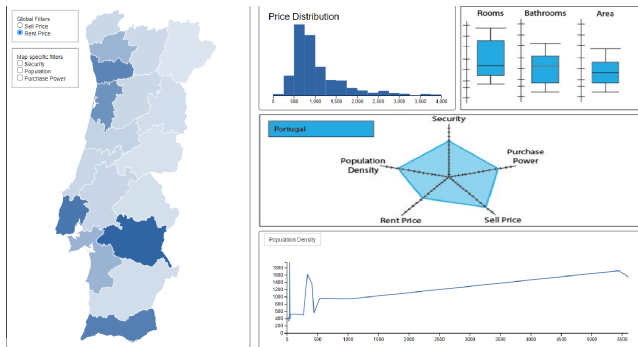 Global Filters
Sell Price
Rent Price
Map specific filters
Security
Population
Purchase Power
Price Distribution
0 500 1,000 1,500 2,000 2,500 3,000 3,500 4,000
Rooms Bathrooms Area
Portugal
Security
Purchase
Power
Population
Density
Rent Price
Sell Price
Population Density
1800
1600
1400
1200
1000
800
600
400
200
0
0 500 1000 1500 2000 2500 3000 3500 4000 4500 5000 5500